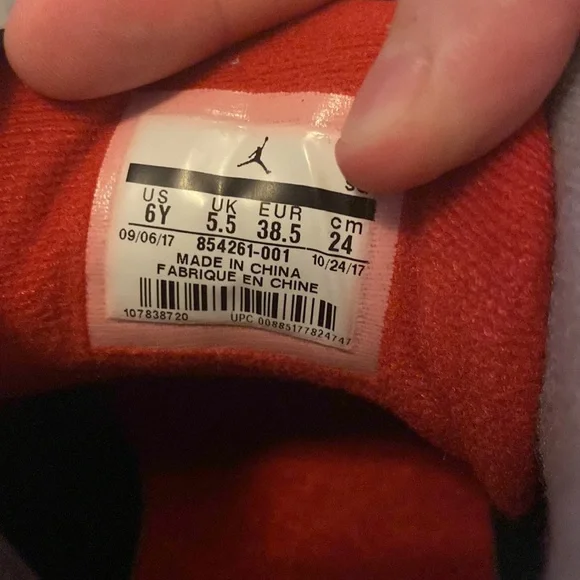 US UK EUR cm
6Y 5.5 38.5 24
09/06/17 854261-001 10/24/17
MADE IN CHINA
FABRIQUE EN CHINE
107838720 UPC 00885177824747